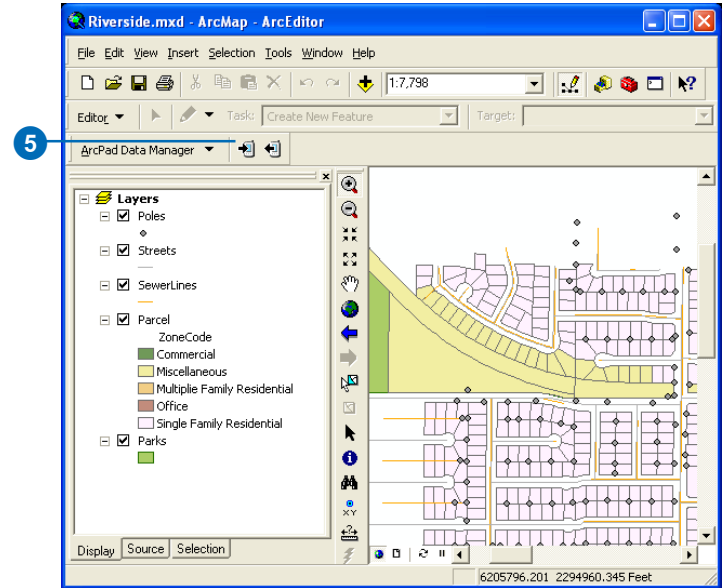 Riverside.mxd - ArcMap - ArcEditor
File Edit View Insert Selection Tools Window Help
1:7,798
Editor Task: Create New Feature Target:
5
ArcPad Data Manager
Layers
Poles
Streets
SewerLines
Parcel
ZoneCode
Commercial
Miscellaneous
Multiplie Family Residential
Office
Single Family Residential
Parks
XY
Display Source Selection
6205796.201 2294960.345 Feet